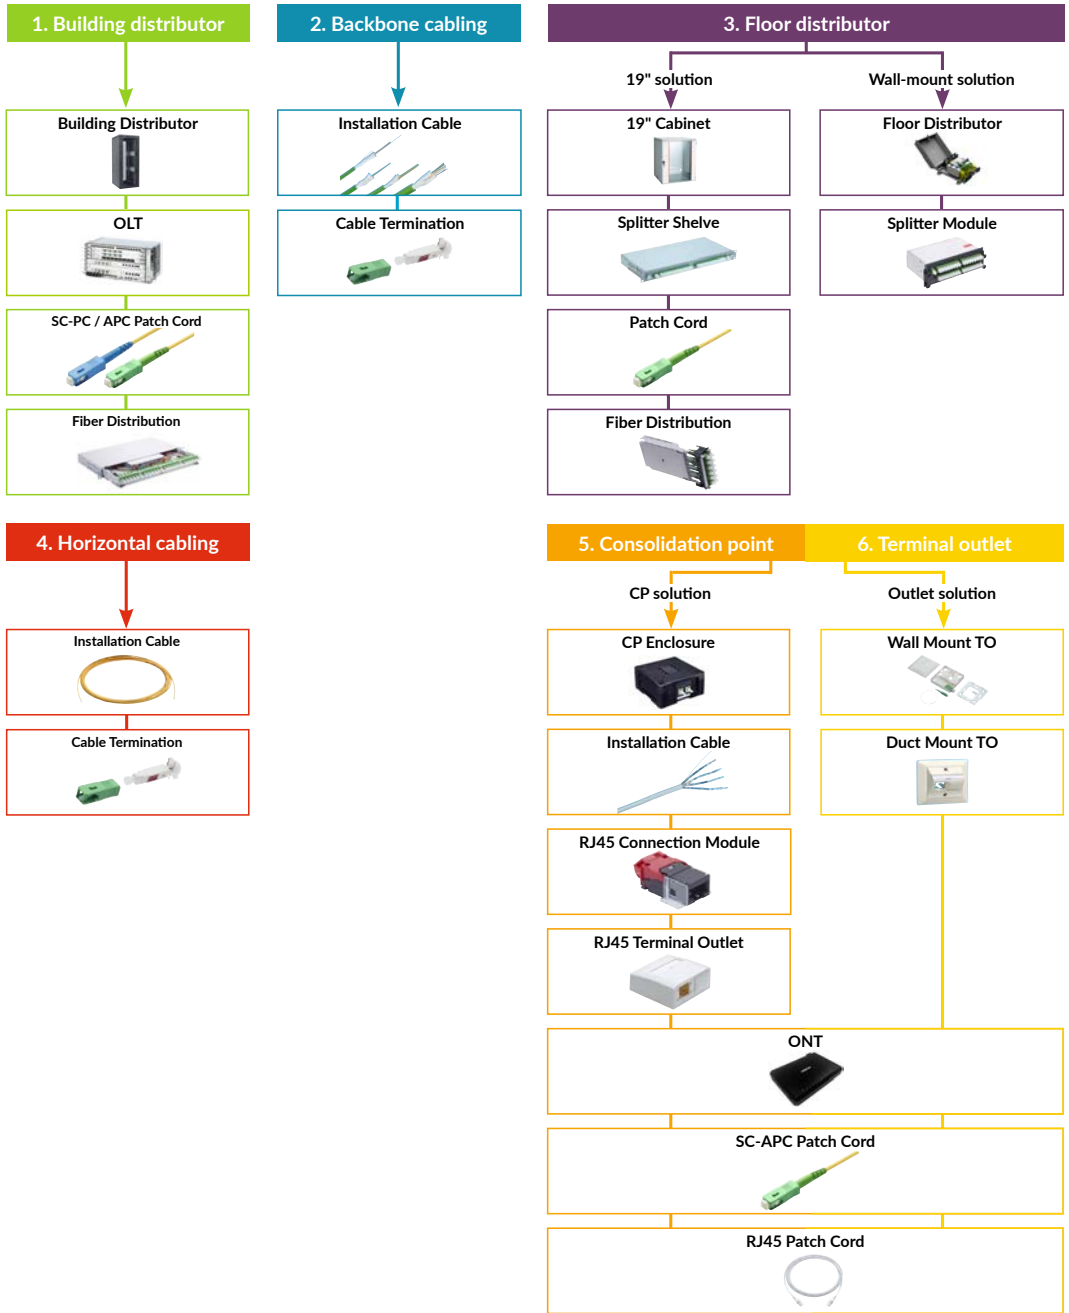 1. Building distributor
Building Distributor
OLT
SC-PC / APC Patch Cord
Fiber Distribution
2. Backbone cabling
Installation Cable
Cable Termination
3. Floor distributor
19" solution
19" Cabinet
Splitter Shelve
Patch Cord
Fiber Distribution
Wall-mount solution
Floor Distributor
Splitter Module
4. Horizontal cabling
Installation Cable
Cable Termination
5. Consolidation point
CP solution
CP Enclosure
Installation Cable
RJ45 Connection Module
RJ45 Terminal Outlet
6. Terminal outlet
Outlet solution
Wall Mount TO
Duct Mount TO
ONT
SC-APC Patch Cord
RJ45 Patch Cord